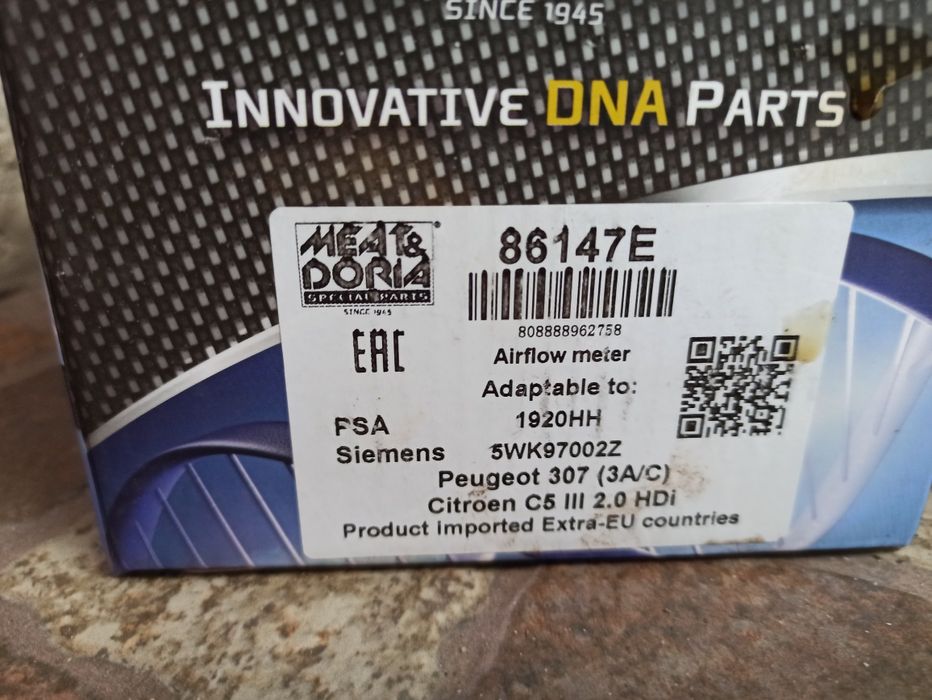 SINCE 1945
INNOVATIVE DNA PARTS
MEAT& DORIA
SPECIAL PARTS
SINCE 1945
86147E
808888962758
EAC
Airflow meter
Adaptable to:
PSA 1920HH
Siemens 5WK97002Z
Peugeot 307 (3A/C)
Citroen C5 III 2.0 HDi
Product imported Extra-EU countries